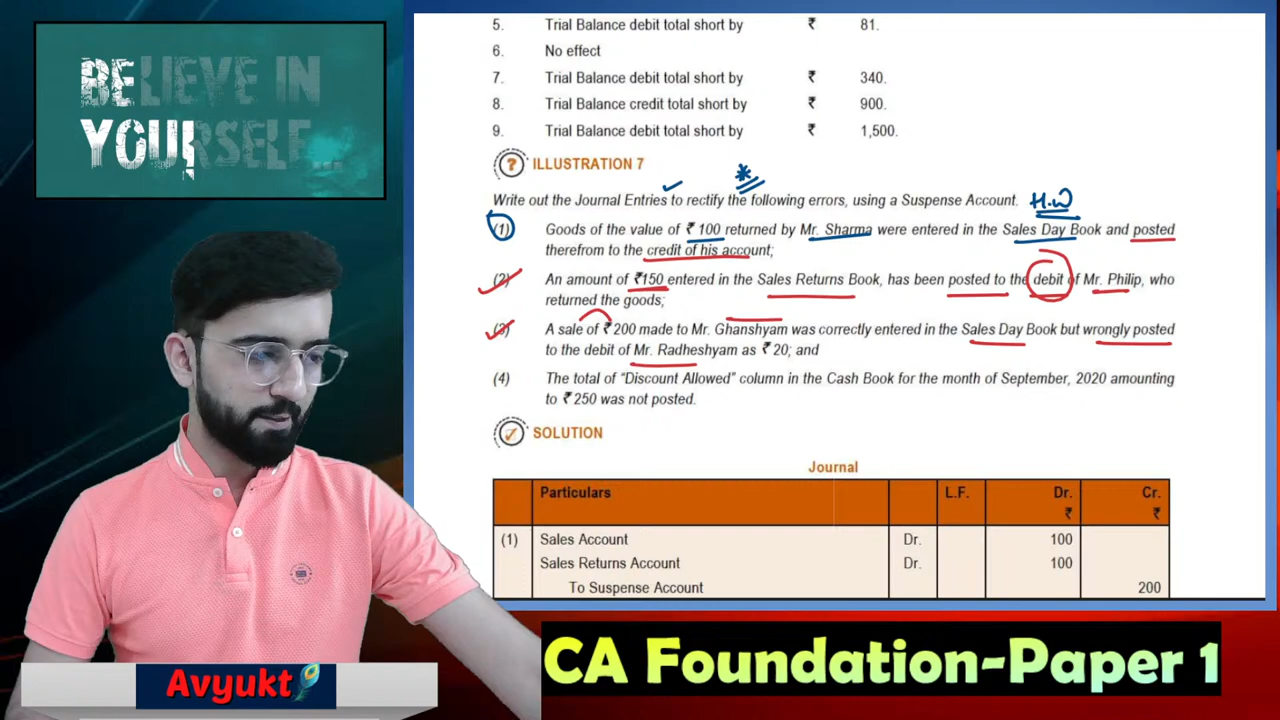 BELIEVE IN
YOURSELF...
5. Trial Balance debit total short by ₹ 81.
6. No effect
7. Trial Balance debit total short by ₹ 340.
8. Trial Balance credit total short by ₹ 900.
9. Trial Balance debit total short by ₹ 1,500.
? ILLUSTRATION 7
Write out the Journal Entries to rectify the following errors, using a Suspense Account. H.W
(1) Goods of the value of ₹ 100 returned by Mr. Sharma were entered in the Sales Day Book and posted
therefrom to the credit of his account;
(2) An amount of ₹150 entered in the Sales Returns Book, has been posted to the debit of Mr. Philip, who
returned the goods;
(3) A sale of ₹ 200 made to Mr. Ghanshyam was correctly entered in the Sales Day Book but wrongly posted
to the debit of Mr. Radheshyam as ₹ 20; and
(4) The total of “Discount Allowed” column in the Cash Book for the month of September, 2020 amounting
to ₹ 250 was not posted.
SOLUTION
Journal
Particulars L.F. Dr. Cr.
₹ ₹
(1) Sales Account Dr. 100
Sales Returns Account Dr. 100
To Suspense Account 200
Avyukt
CA Foundation-Paper 1